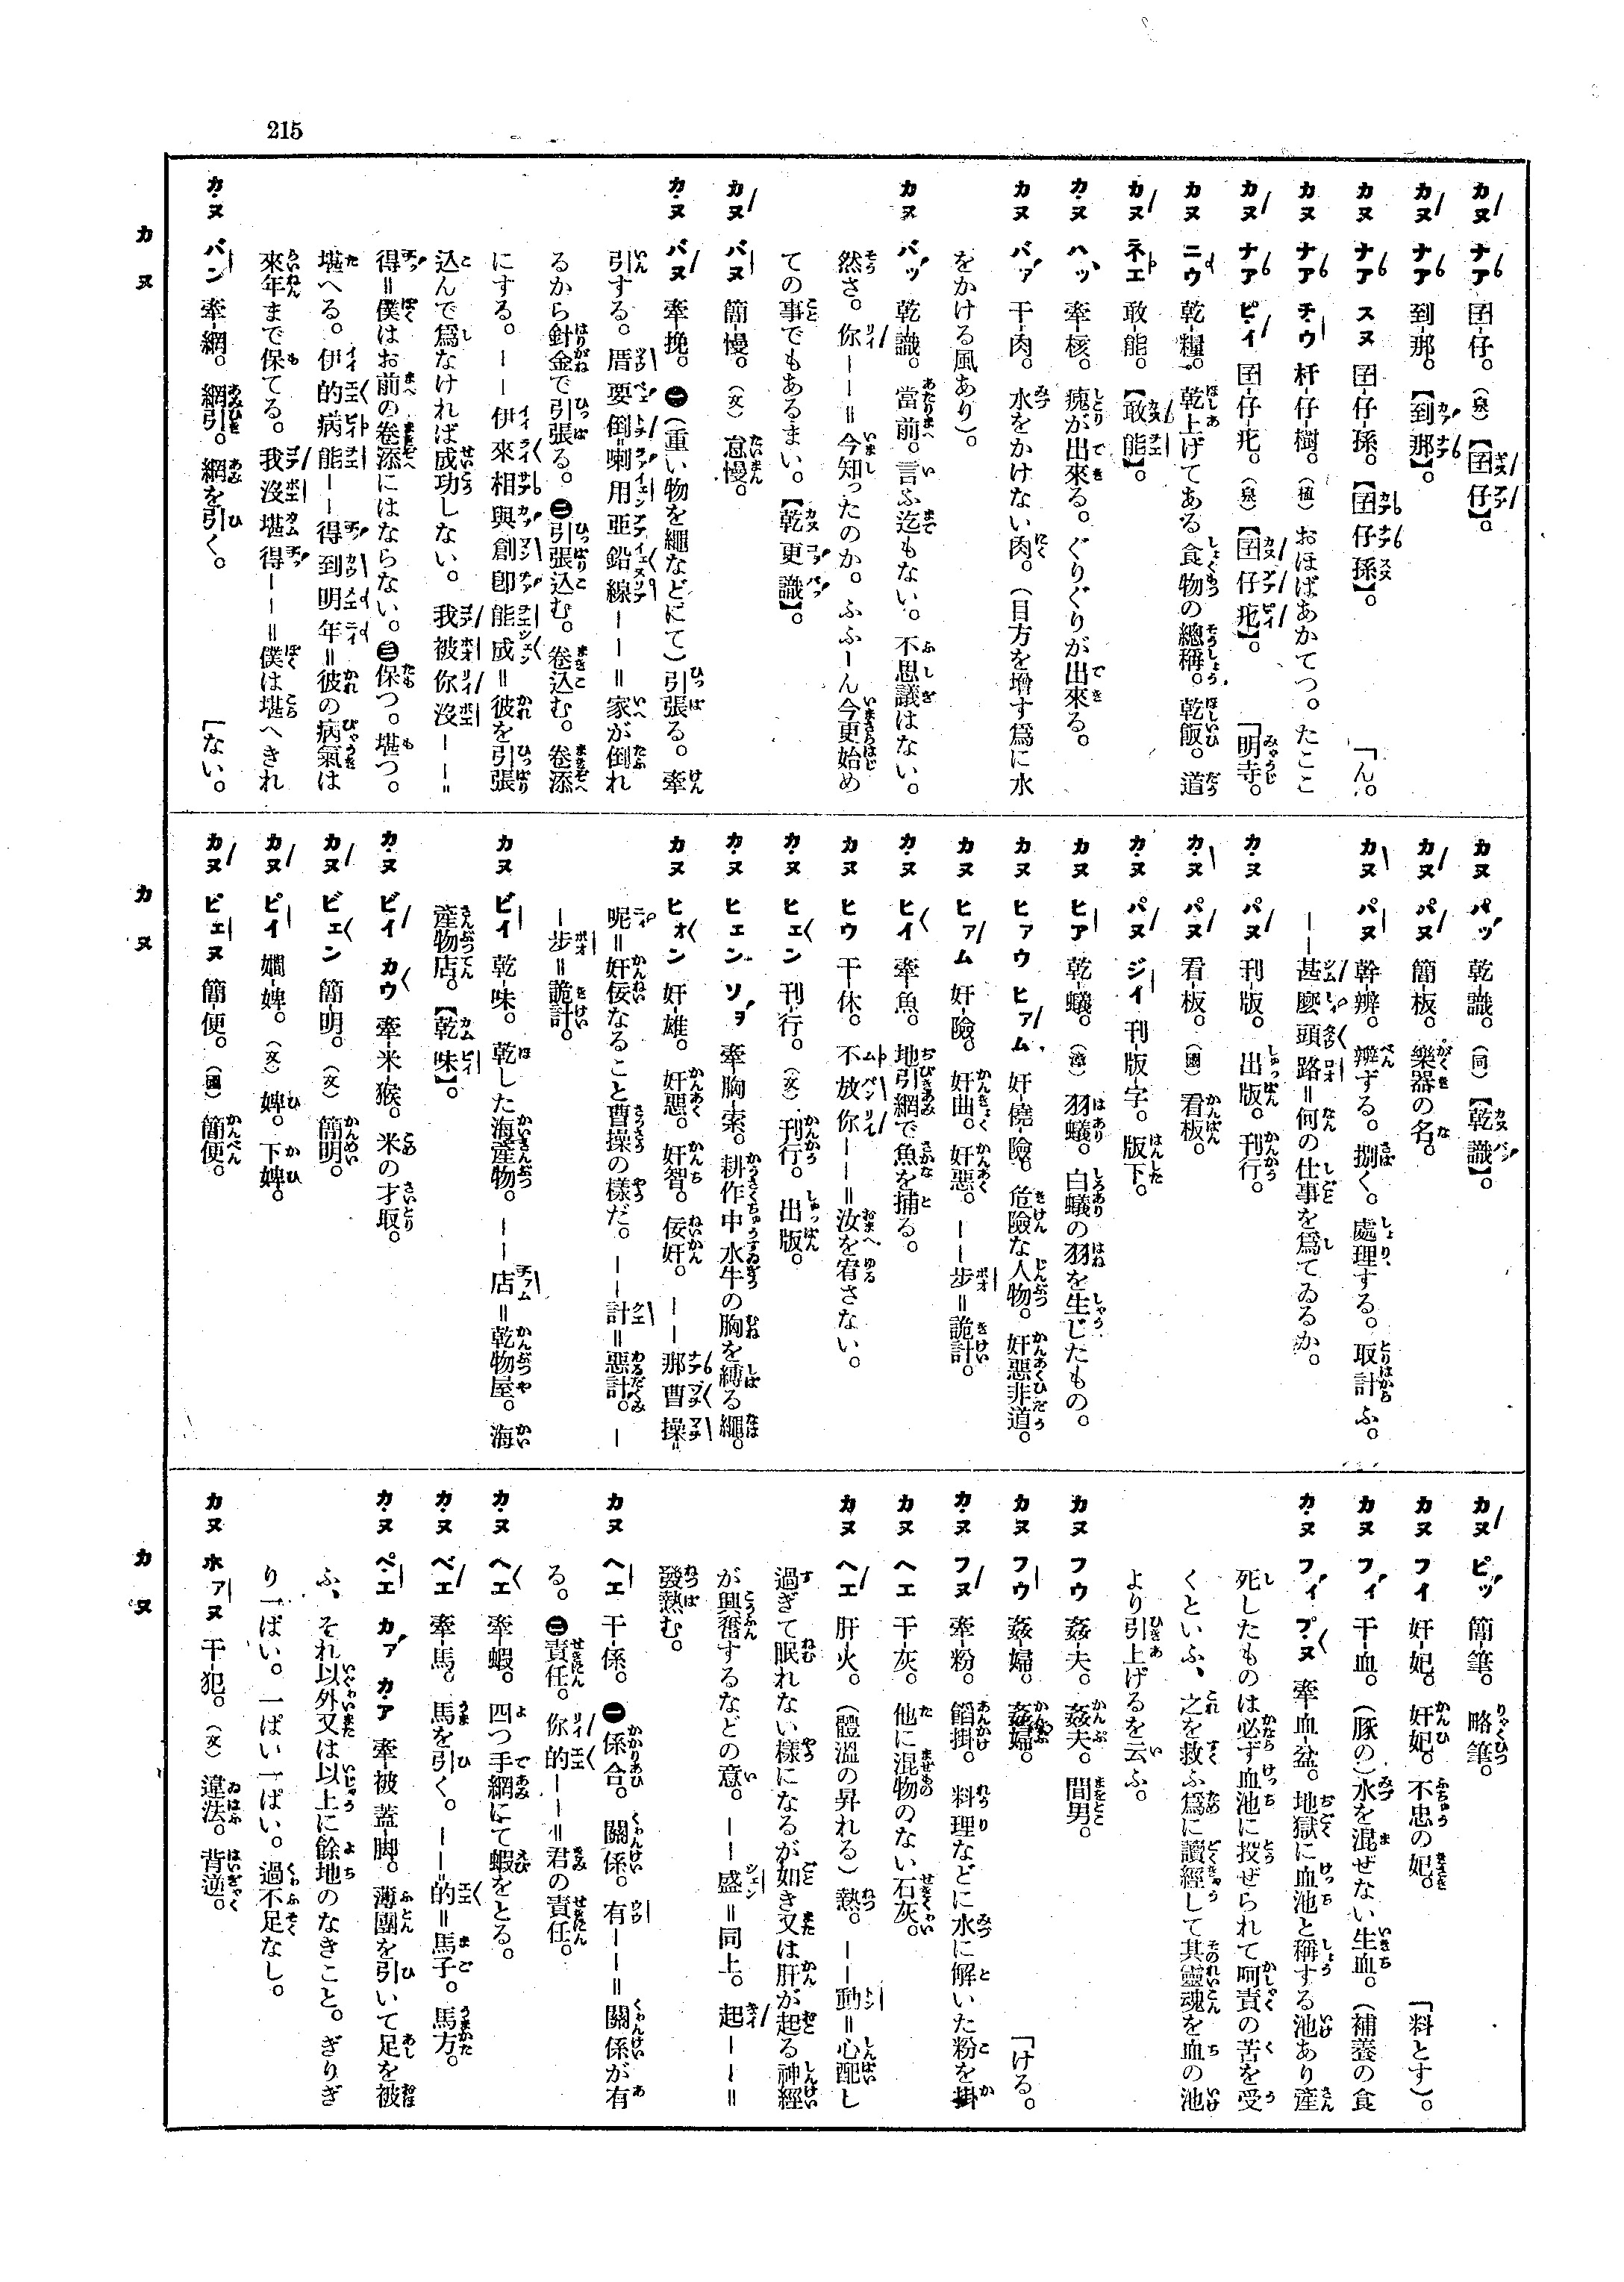 215
カヌ ナア 囝-仔。(泉)【囝仔】。
カヌ ナア 到-那。【到那】。
カヌ ナア スヌ 囝-仔-孫。【囝仔孫】。「ん。
カヌ ナア チウ 杆-仔-樹。(植) おほばあかてつ。たここ
カヌ ナア ピイ 囝-仔-疕。(泉)【囝仔疕】。「明寺。
カヌ ニウ 乾-糧。乾上げてある食物の總稱。乾飯。道
カヌ ネエ 敢-能。【敢能】。
カヌ ハッ 牽-核。瘣が出來る。ぐりぐりが出來る。
カヌ バァ 干-肉。水をかけない肉。(目方を增す爲に水
をかける風あり)。
カヌ バッ 乾-識。當前。言ふ迄もない。不思議はない。
然さ。你——=今知ったのか。ふふーん今更始め
ての事でもあるまい。【乾更識】。
カヌ バヌ 簡-慢。(文) 怠慢。
カヌ バヌ 牽-挽。㊀(重い物を繩などにて)引張る。牽
引する。厝要倒喇用亞鉛線——=家が倒れ
るから針金で引張る。㊁引張込む。卷込む。卷添
にする。——伊來相與創卽能成=彼を引張
込んで爲なければ成功しない。我被你沒——=
得=僕はお前の卷添にはならない。㊂保つ。堪つ。
堪へる。伊的病能——得到明年=彼の病氣は
來年まで保てる。我沒堪得——=僕は堪へきれ
カヌ バン 牽-網。網引。網を引く。「ない。
カヌ パッ 乾-識。(同)【乾識】。
カヌ パヌ 簡-板。樂器の名。
カヌ パヌ 幹-辨。辨ずる。捌く。處理する。取計ふ。
——甚麽頭路=何の仕事を爲てゐるか。
カヌ パヌ 刊-版。出版。刊行。
カヌ パヌ 看-板。(國) 看板。
カヌ パヌ ジイ 刊-版-字。版下。
カヌ ヒア 乾-蟻。(漳) 羽蟻。白蟻の羽を生じたもの。
カヌ ヒァウ ヒァム 奸-僥-險。危險な人物。奸惡非道。
カヌ ヒァム 奸-險。奸曲。奸惡。——步=詭計。
カヌ ヒイ 牽-魚。地引網で魚を捕る。
カヌ ヒウ 干-休。不放你——=汝を宥さない。
カヌ ヒェン 刊-行。(文) 刊行。出版。
カヌ ヒェン ソヲ 牽-胸-索。耕作中水牛の胸を縛る繩。
カヌ ヒォン 奸-雄。奸惡。奸智。佞奸。——那曹操
呢=奸佞なること曹操の樣だ。——計=惡計。—
—步=詭計。
カヌ ビイ 乾-味。乾した海產物。——店=乾物屋。海
產物店。【乾味】。
カヌ ビイ カウ 牽-米-猴。米の才取。
カヌ ビェン 簡-明。(文) 簡明。
カヌ ピイ 嫺-婢。(文) 婢。下婢。
カヌ ピェヌ 簡-便。(國) 簡便。
カヌ ピッ 簡-筆。略筆。
カヌ フイ 奸-妃。奸妃。不忠の妃。「料とす)。
カヌ フイ 干-血。(豚の)水を混ぜない生血。(補養の食
カヌ フイ プヌ 牽-血-盆。地獄に血池と稱する池あり產
死したものは必ず血池に投ぜられて呵責の苦を受
くといふ、之を救ふ爲に讀經して其靈魂を血の池
より引上げるを云ふ。
カヌ フウ 姦-夫。姦夫。間男。
カヌ フウ 姦-婦。姦婦。「ける。
カヌ フヌ 牽-粉。餡掛。料理などに水に解いた粉を掛
カヌ ヘエ 干-灰。他に混物のない石灰。
カヌ ヘエ 肝-火。(體溫の昇れる)熱。——動=心配し
過ぎて眠れない樣になるが如き又は肝が起る神經
が興奮するなどの意。——盛=同上。起——=
發熱む。
カヌ ヘエ 干-係。㊀係合。關係。有——=關係が有
る。㊁責任。你的——=君の責任。
カヌ ヘエ 牽-蝦。四つ手網にて蝦をとる。
カヌ ベエ 牽-馬。馬を引く。——的=馬子。馬方。
カヌ ペエ カァ カア 牽-被 蓋-脚。薄團を引いて足を被
ふ、それ以外又は以上に餘地のなきこと。ぎりぎ
り一ぱい。一ぱい一ぱい。過不足なし。
カヌ ホァヌ 干-犯。(文) 違法。背逆。
カ ヌ
カ ヌ
カ ヌ